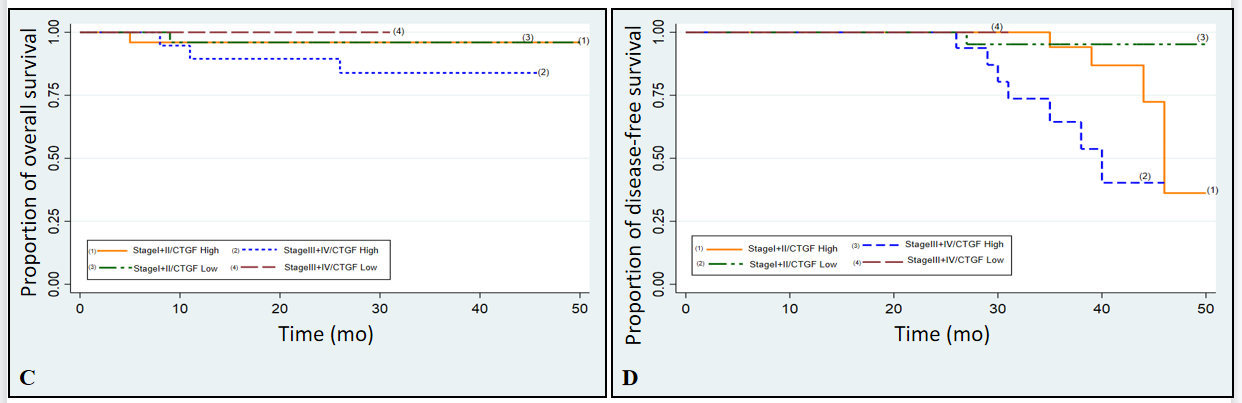 Proportion of overall survival
1.00
0.75
0.50
0.25
0.00
(4)
(3)
(1)
(2)
(1) StageI+II/CTGF High (2) StageIII+IV/CTGF High
(3) StageI+II/CTGF Low (4) StageIII+IV/CTGF Low
0 10 20 30 40 50
Time (mo)
C
Proportion of disease-free survival
1.00
0.75
0.50
0.25
0.00
(4)
(3)
(2)
(1)
(1) StageI+II/CTGF High (3) StageIII+IV/CTGF High
(2) StageI+II/CTGF Low (4) StageIII+IV/CTGF Low
0 10 20 30 40 50
Time (mo)
D